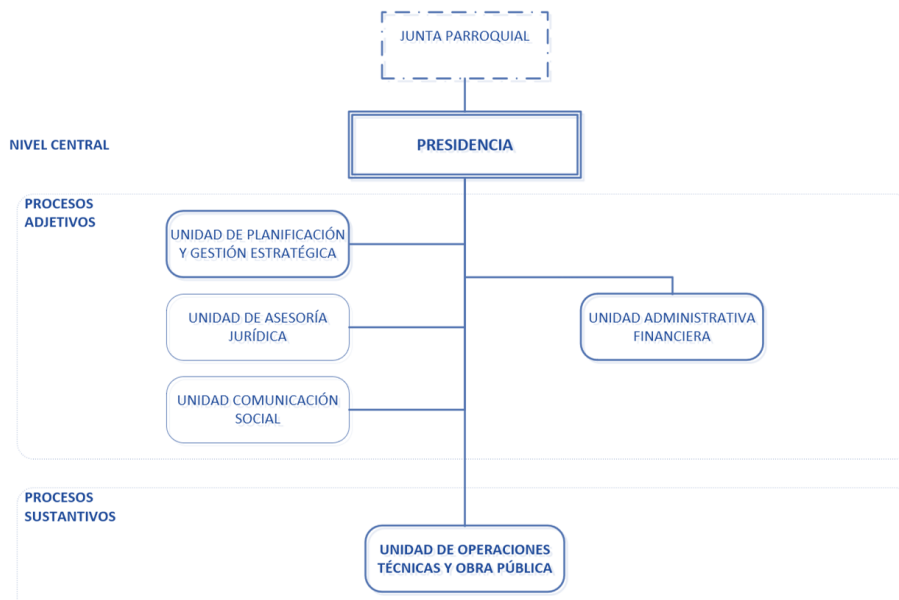 JUNTA PARROQUIAL
NIVEL CENTRAL
PRESIDENCIA
PROCESOS
ADJETIVOS
UNIDAD DE PLANIFICACIÓN
Y GESTIÓN ESTRATÉGICA
UNIDAD DE ASESORÍA
JURÍDICA
UNIDAD ADMINISTRATIVA
FINANCIERA
UNIDAD COMUNICACIÓN
SOCIAL
PROCESOS
SUSTANTIVOS
UNIDAD DE OPERACIONES
TÉCNICAS Y OBRA PÚBLICA